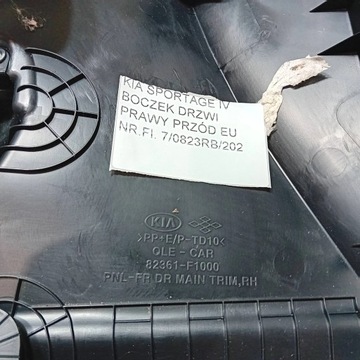 KIA SPORTAGE IV
BOCZEK DRZWI
PRAWY PRZÓD EU
NR.FI. 7/0823RB/202
KIA
>PP+E/P-TD10<
OLE - CAR
82361-F1000
PNL-FR DR MAIN TRIM,RH